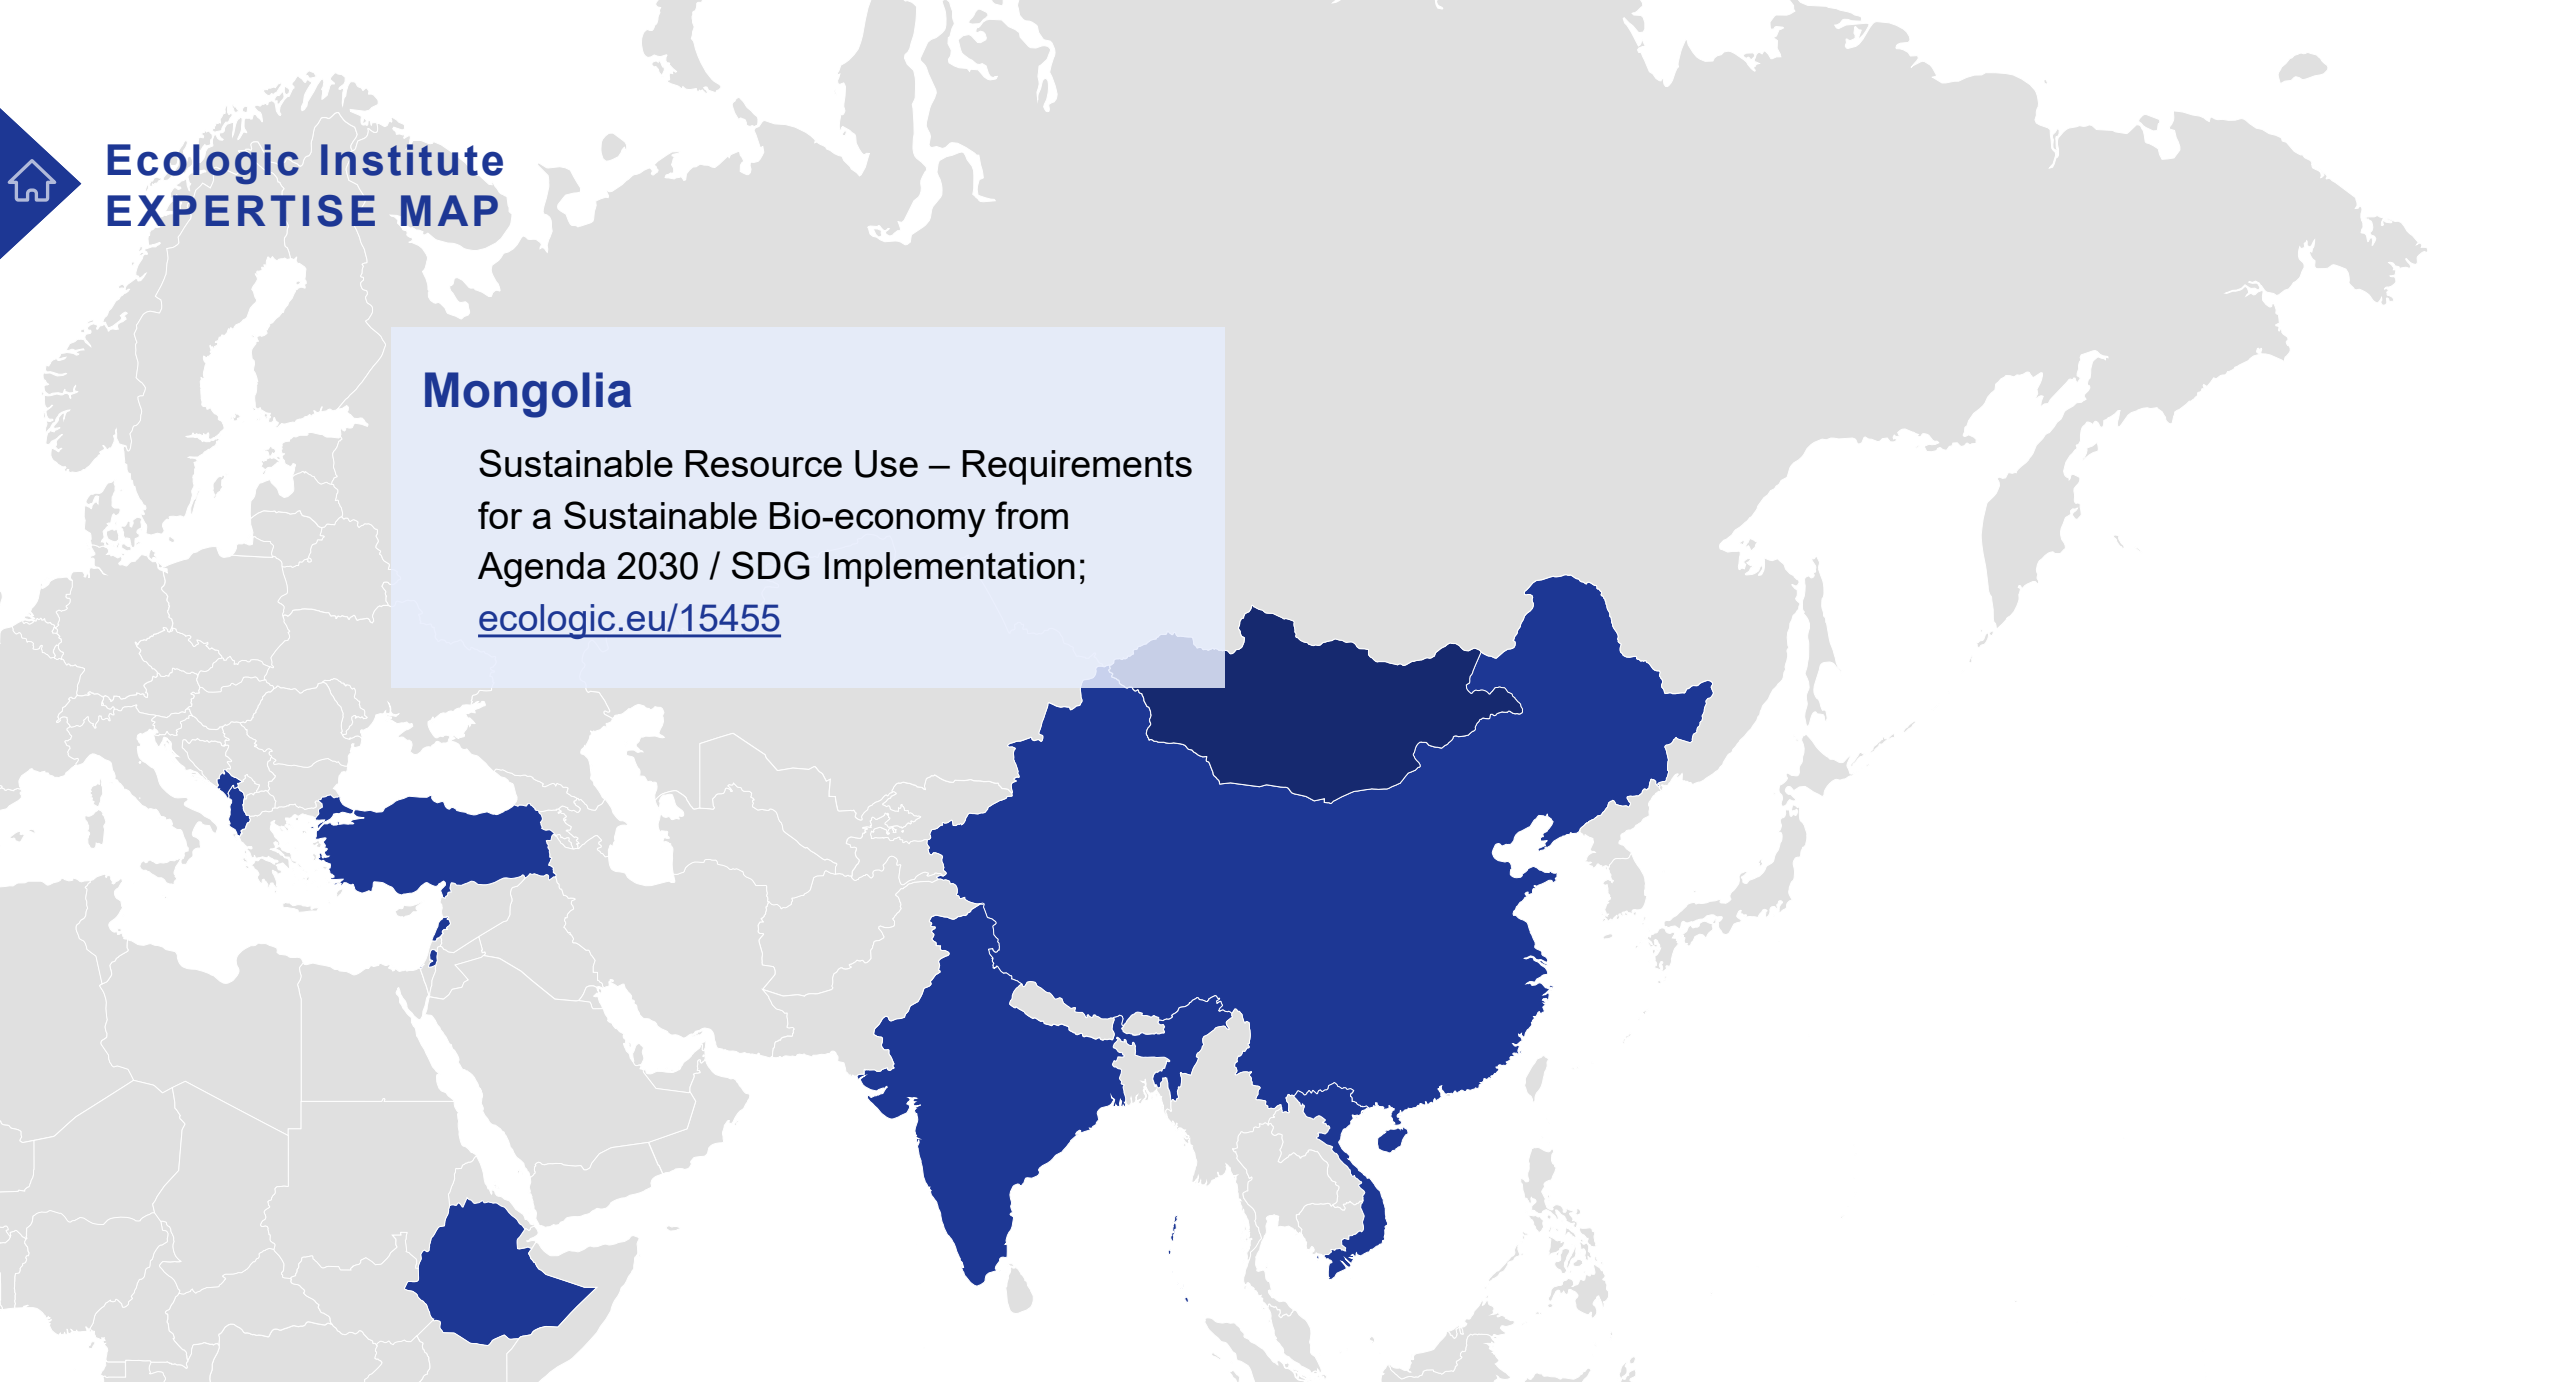 Ecologic Institute
EXPERTISE MAP
Mongolia
Sustainable Resource Use – Requirements
for a Sustainable Bio-economy from
Agenda 2030 / SDG Implementation;
ecologic.eu/15455